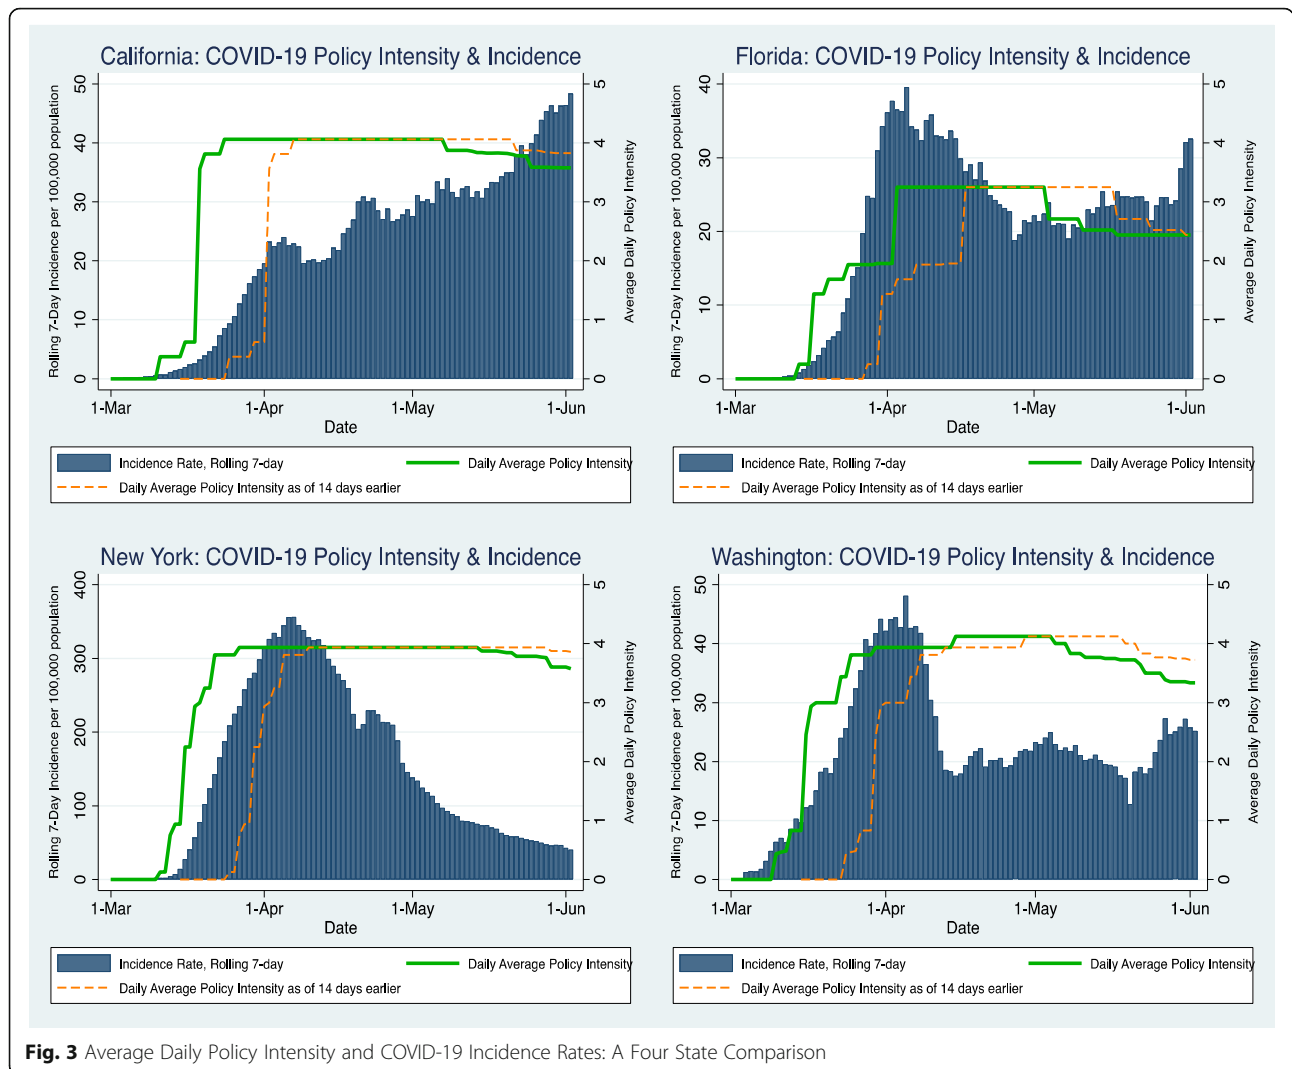 California: COVID-19 Policy Intensity & Incidence
Rolling 7-Day Incidence per 100,000 population
50
40
30
20
10
0
5
4
3
2
1
0
Average Daily Policy Intensity
1-Mar 1-Apr 1-May 1-Jun
Date
Incidence Rate, Rolling 7-day
Daily Average Policy Intensity
Daily Average Policy Intensity as of 14 days earlier
Florida: COVID-19 Policy Intensity & Incidence
Rolling 7-Day Incidence per 100,000 population
40
30
20
10
0
5
4
3
2
1
0
Average Daily Policy Intensity
1-Mar 1-Apr 1-May 1-Jun
Date
Incidence Rate, Rolling 7-day
Daily Average Policy Intensity
Daily Average Policy Intensity as of 14 days earlier
New York: COVID-19 Policy Intensity & Incidence
Rolling 7-Day Incidence per 100,000 population
400
300
200
100
0
5
4
3
2
1
0
Average Daily Policy Intensity
1-Mar 1-Apr 1-May 1-Jun
Date
Incidence Rate, Rolling 7-day
Daily Average Policy Intensity
Daily Average Policy Intensity as of 14 days earlier
Washington: COVID-19 Policy Intensity & Incidence
Rolling 7-Day Incidence per 100,000 population
50
40
30
20
10
0
5
4
3
2
1
0
Average Daily Policy Intensity
1-Mar 1-Apr 1-May 1-Jun
Date
Incidence Rate, Rolling 7-day
Daily Average Policy Intensity
Daily Average Policy Intensity as of 14 days earlier
Fig. 3 Average Daily Policy Intensity and COVID-19 Incidence Rates: A Four State Comparison